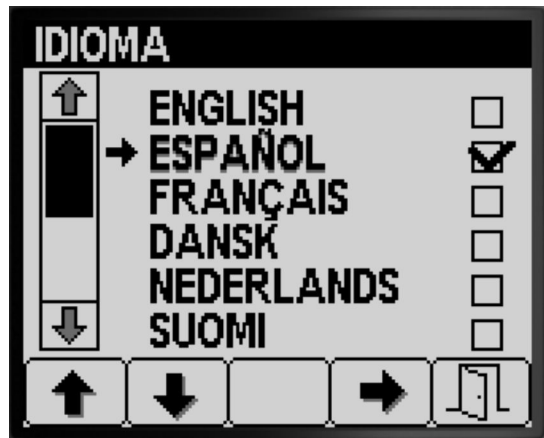 IDIOMA
ENGLISH
ESPAÑOL
FRANÇAIS
DANSK
NEDERLANDS
SUOMI